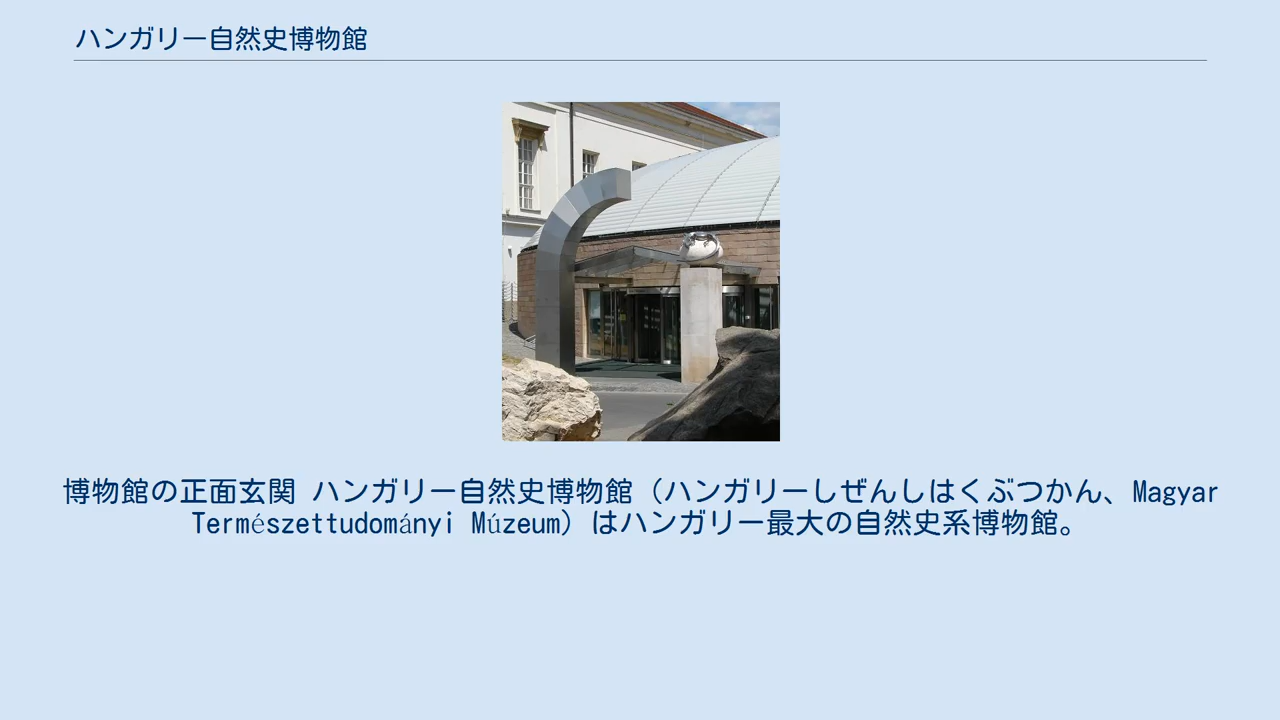 ハンガリー自然史博物館
博物館の正面玄関 ハンガリー自然史博物館（ハンガリーしぜんしはくぶつかん、Magyar
Természettudományi Múzeum）はハンガリー最大の自然史系博物館。